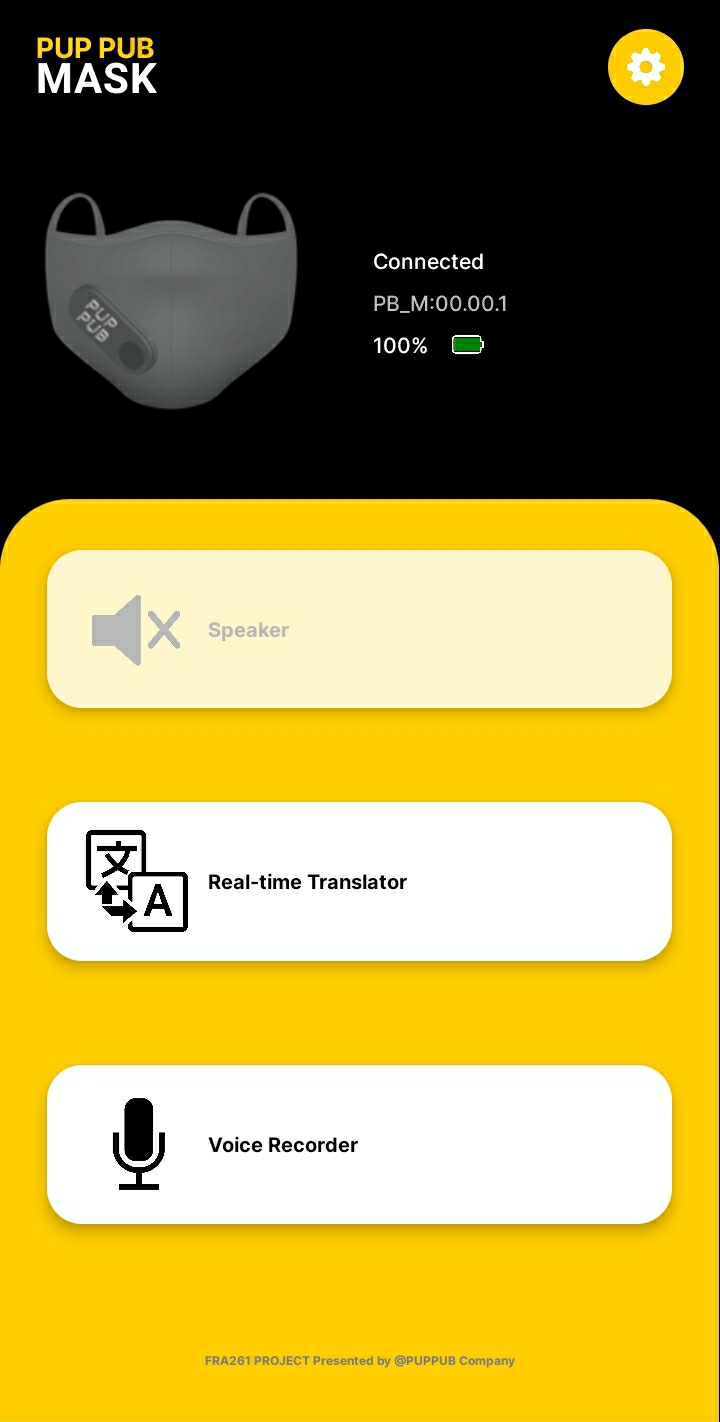 PUP PUB
MASK
PUP
PUB
Connected
PB_M:00.00.1
100%
Speaker
文
A
Real-time Translator
Voice Recorder
FRA261 PROJECT Presented by @PUPPUB Company